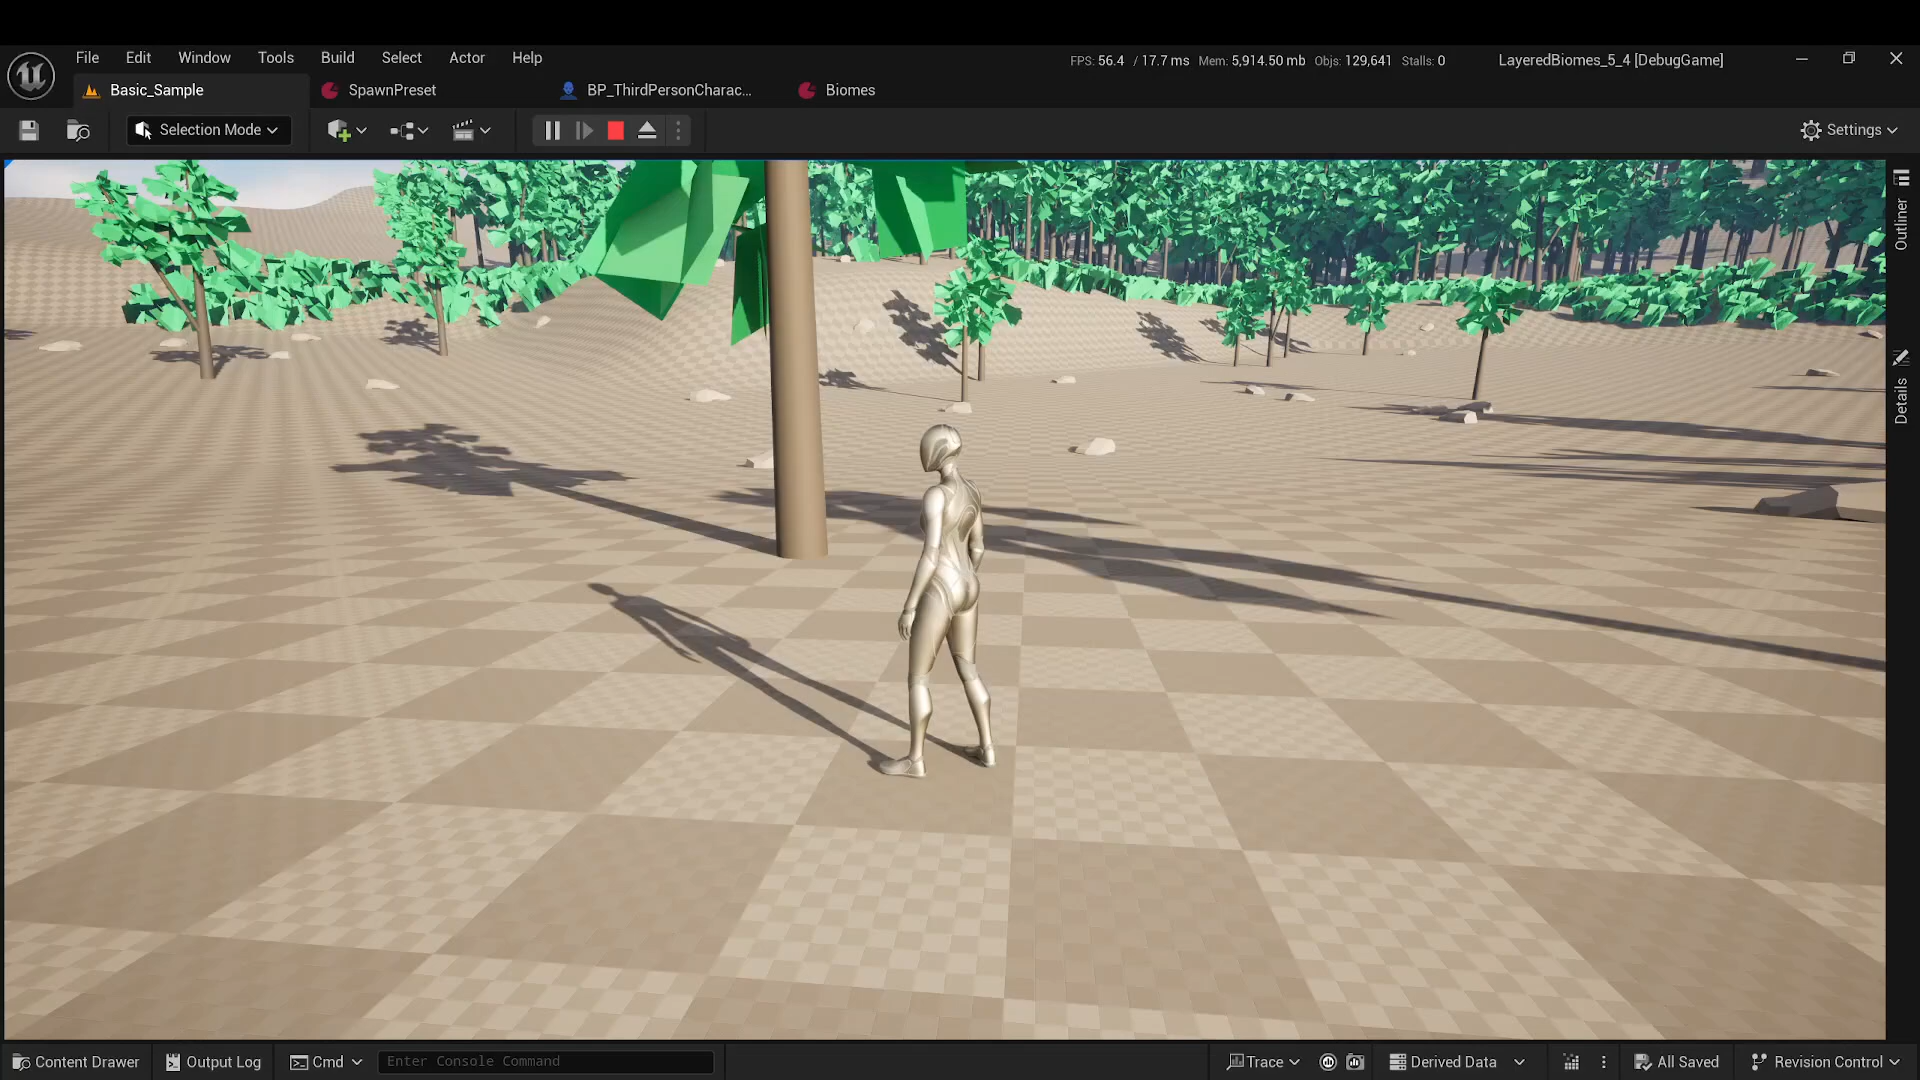 File Edit Window Tools Build Select Actor Help
FPS: 56.4 / 17.7 ms Mem: 5,914.50 mb Objs: 129,641 Stalls: 0
LayeredBiomes_5_4 [DebugGame]
Basic_Sample SpawnPreset BP_ThirdPersonCharac... Biomes
Selection Mode
Settings
Outliner
Details
Content Drawer Output Log Cmd Enter Console Command Trace Derived Data All Saved Revision Control